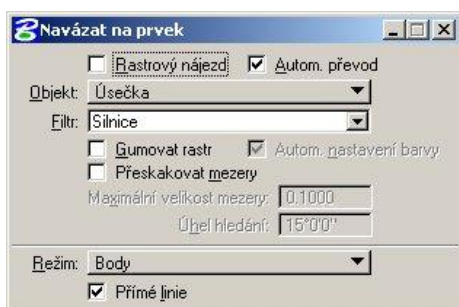 Navázat na prvek
Rastrový nájezd Autom. převod
Objekt: Úsečka
Filtr: Silnice
Gumovat rastr Autom. nastavení barvy
Přeskakovat mezery
Maximální velikost mezery: 0.1000
Úhel hledání: 15°0'0"
Režim: Body
Přímé linie